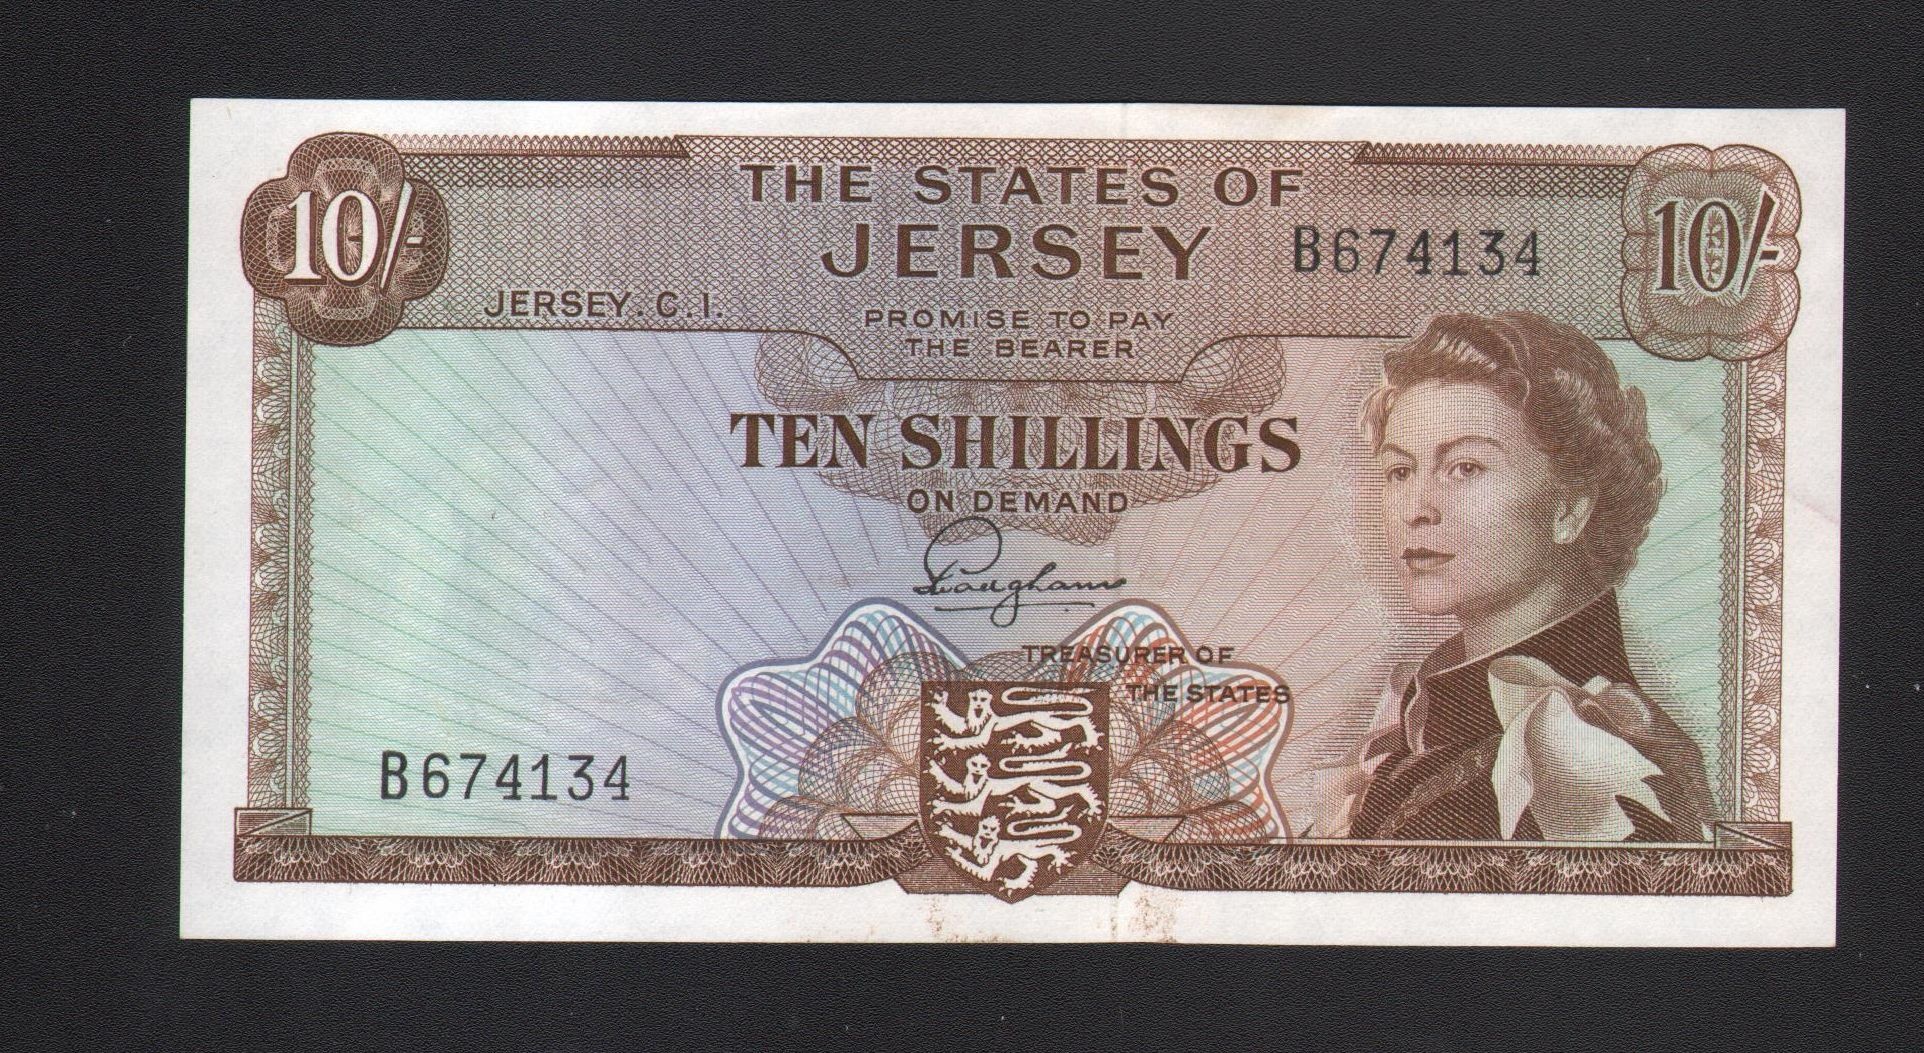 10/-
THE STATES OF
JERSEY
B674134
10/-
JERSEY. C.I.
PROMISE TO PAY
THE BEARER
TEN SHILLINGS
ON DEMAND
TREASURER OF
THE STATES
B674134